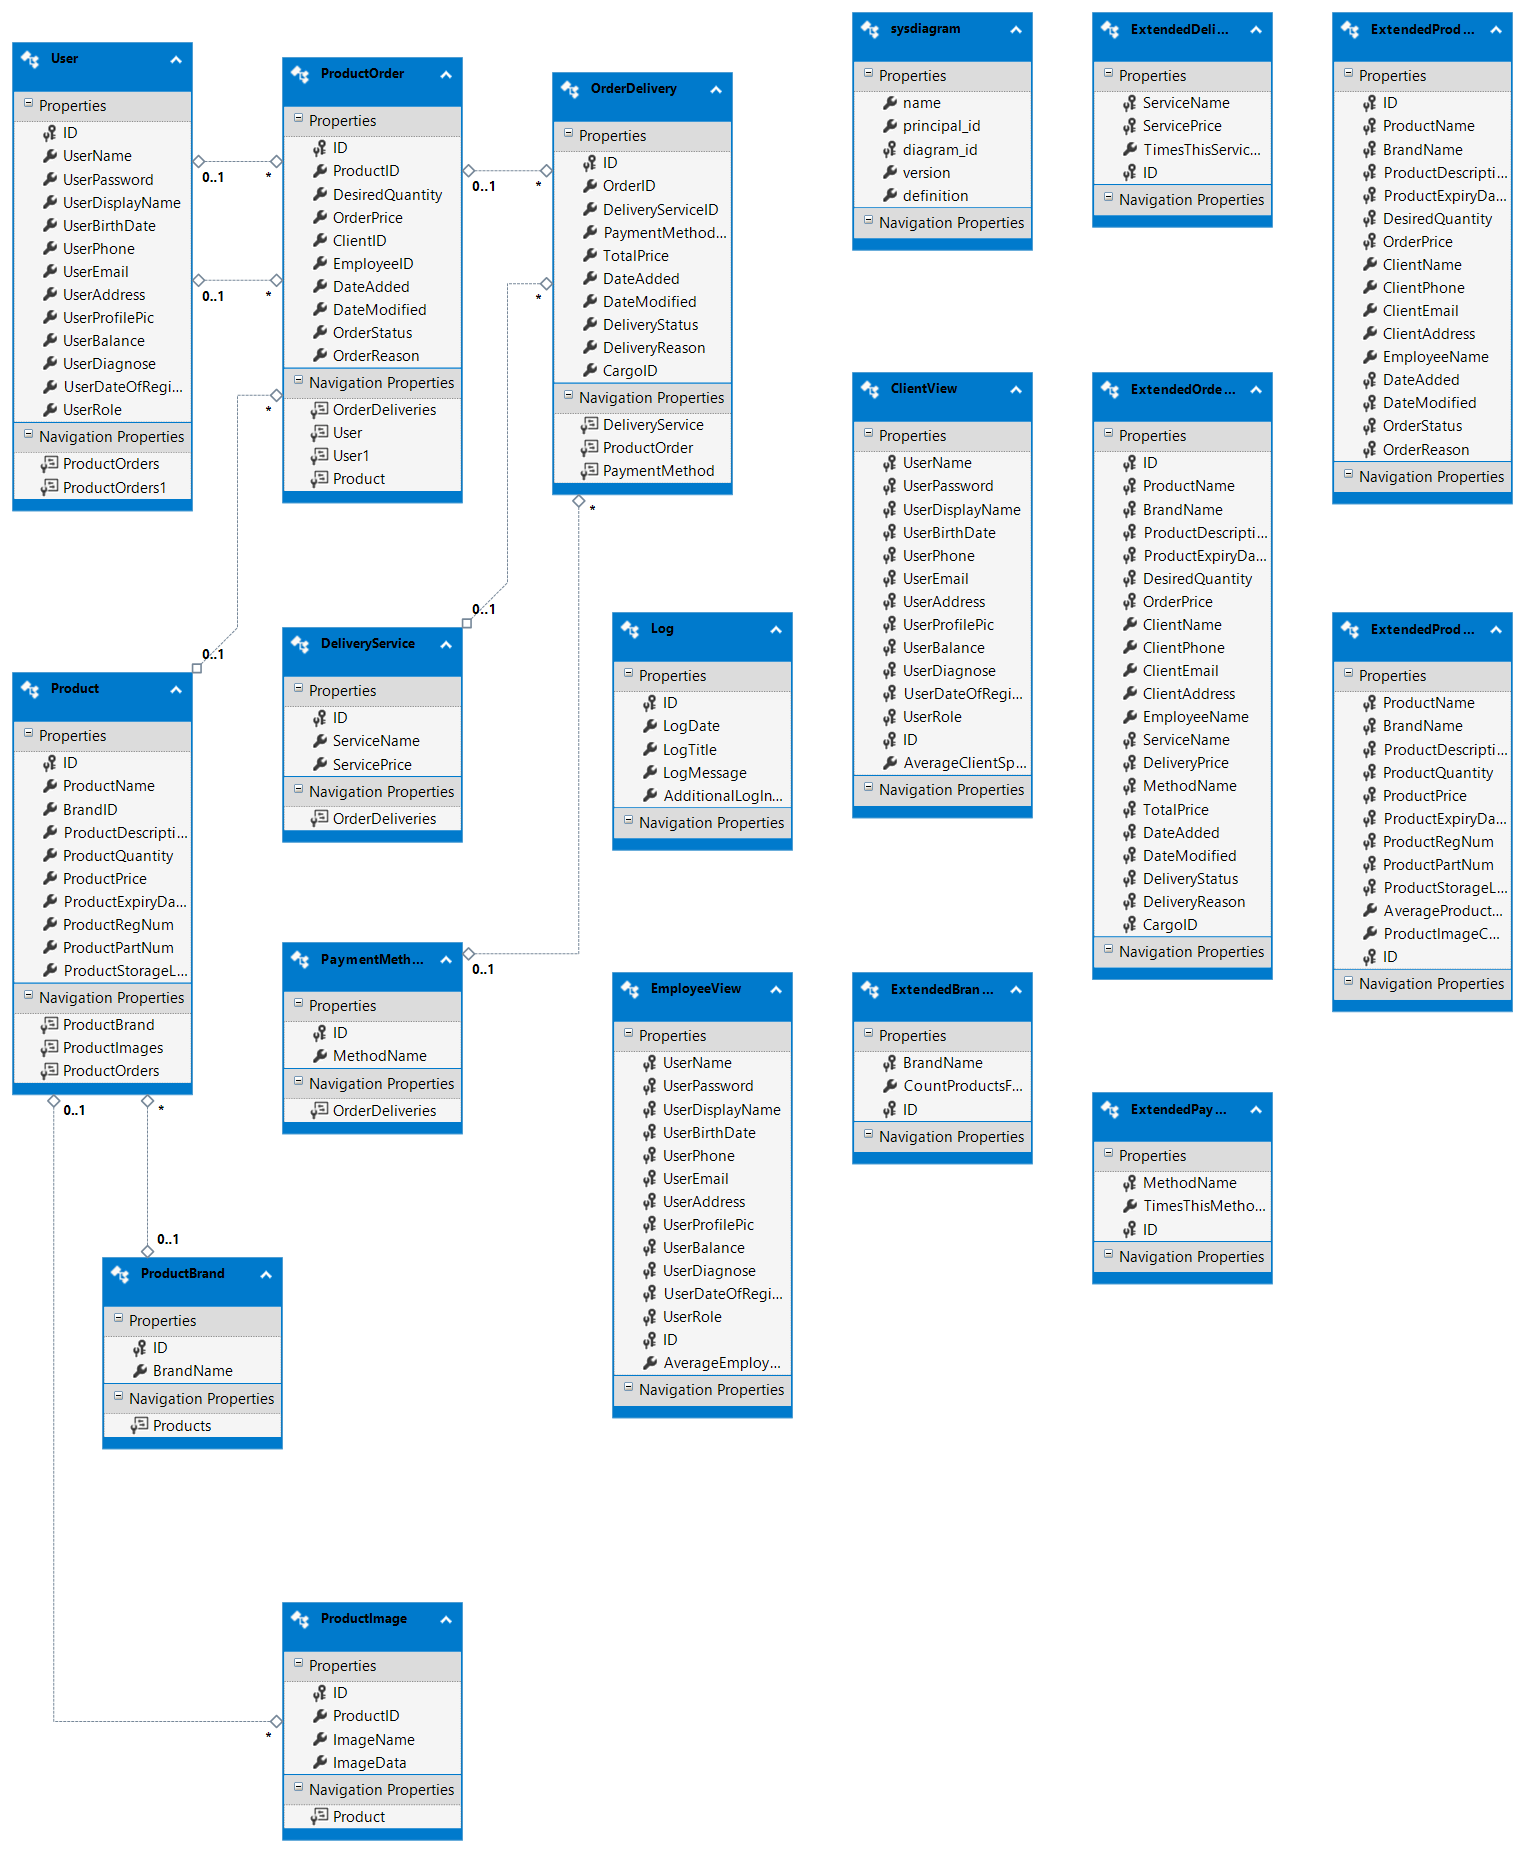 User
Properties
ID
UserName
UserPassword
UserDisplayName
UserBirthDate
UserPhone
UserEmail
UserAddress
UserProfilePic
UserBalance
UserDiagnose
UserDateOfRegi...
UserRole
Navigation Properties
ProductOrders
ProductOrders1
0..1
*
0..1
*
ProductOrder
Properties
ID
ProductID
DesiredQuantity
OrderPrice
ClientID
EmployeeID
DateAdded
DateModified
OrderStatus
OrderReason
Navigation Properties
OrderDeliveries
User
User1
Product
0..1
*
*
*
OrderDelivery
Properties
ID
OrderID
DeliveryServiceID
PaymentMethod...
TotalPrice
DateAdded
DateModified
DeliveryStatus
DeliveryReason
CargoID
Navigation Properties
DeliveryService
ProductOrder
PaymentMethod
*
0..1
0..1
Product
Properties
ID
ProductName
BrandID
ProductDescripti...
ProductQuantity
ProductPrice
ProductExpiryDa...
ProductRegNum
ProductPartNum
ProductStorageL...
Navigation Properties
ProductBrand
ProductImages
ProductOrders
0..1
*
DeliveryService
Properties
ID
ServiceName
ServicePrice
Navigation Properties
OrderDeliveries
PaymentMeth...
Properties
ID
MethodName
Navigation Properties
OrderDeliveries
0..1
0..1
ProductBrand
Properties
ID
BrandName
Navigation Properties
Products
ProductImage
Properties
ID
ProductID
ImageName
ImageData
Navigation Properties
Product
*
Log
Properties
ID
LogDate
LogTitle
LogMessage
AdditionalLogIn...
Navigation Properties
EmployeeView
Properties
UserName
UserPassword
UserDisplayName
UserBirthDate
UserPhone
UserEmail
UserAddress
UserProfilePic
UserBalance
UserDiagnose
UserDateOfRegi...
UserRole
ID
AverageEmploy...
Navigation Properties
sysdiagram
Properties
name
principal_id
diagram_id
version
definition
Navigation Properties
ClientView
Properties
UserName
UserPassword
UserDisplayName
UserBirthDate
UserPhone
UserEmail
UserAddress
UserProfilePic
UserBalance
UserDiagnose
UserDateOfRegi...
UserRole
ID
AverageClientSp...
Navigation Properties
ExtendedBran...
Properties
BrandName
CountProductsF...
ID
Navigation Properties
ExtendedDeli...
Properties
ServiceName
ServicePrice
TimesThisServic...
ID
Navigation Properties
ExtendedOrde...
Properties
ID
ProductName
BrandName
ProductDescripti...
ProductExpiryDa...
DesiredQuantity
OrderPrice
ClientName
ClientPhone
ClientEmail
ClientAddress
EmployeeName
ServiceName
DeliveryPrice
MethodName
TotalPrice
DateAdded
DateModified
DeliveryStatus
DeliveryReason
CargoID
Navigation Properties
ExtendedPay...
Properties
MethodName
TimesThisMetho...
ID
Navigation Properties
ExtendedProd...
Properties
ID
ProductName
BrandName
ProductDescripti...
ProductExpiryDa...
DesiredQuantity
OrderPrice
ClientName
ClientPhone
ClientEmail
ClientAddress
EmployeeName
DateAdded
DateModified
OrderStatus
OrderReason
Navigation Properties
ExtendedProd...
Properties
ProductName
BrandName
ProductDescripti...
ProductQuantity
ProductPrice
ProductExpiryDa...
ProductRegNum
ProductPartNum
ProductStorageL...
AverageProduct...
ProductImageC...
ID
Navigation Properties